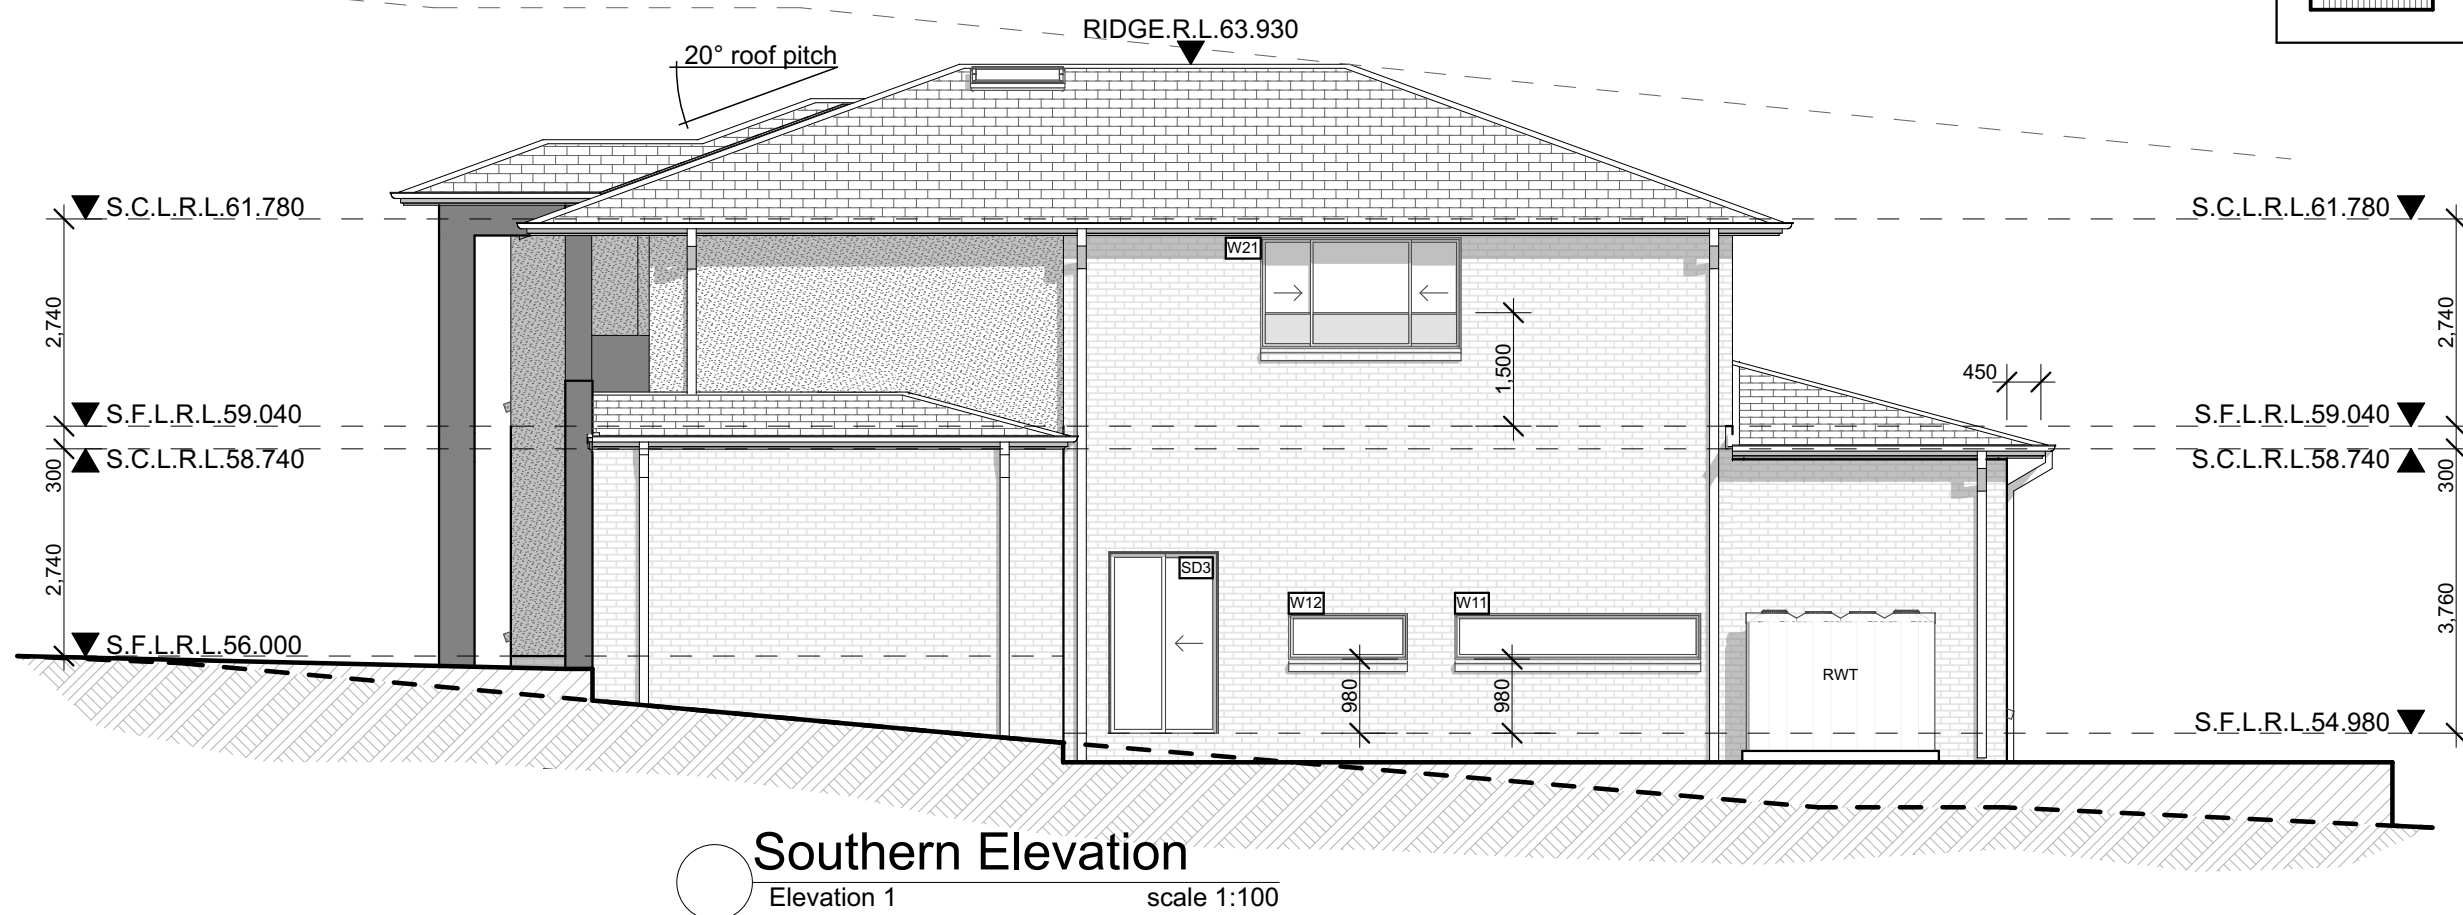 RIDGE.R.L.63.930
20° roof pitch
S.C.L.R.L.61.780
S.C.L.R.L.61.780
W21
2,740
2,740
1,500
450
S.F.L.R.L.59.040
S.F.L.R.L.59.040
S.C.L.R.L.58.740
S.C.L.R.L.58.740
300
300
2,740
SD3
W12
W11
3,760
S.F.L.R.L.56.000
RWT
980
980
S.F.L.R.L.54.980
Southern Elevation
Elevation 1 scale 1:100